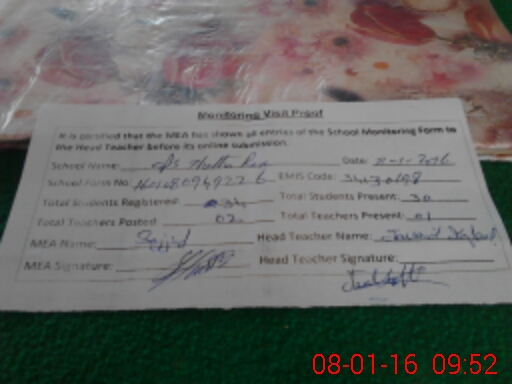 Monitoring Visit Proof
It is certified that the MEA has shown all entries of the School Monitoring Form to
the Head Teacher before its online submission.
School Name: Date: 8-1-2016
School Form No. EMIS Code:
Total Students Registered: 34 Total Students Present: 30
Total Teachers Posted: 02 Total Teachers Present: 01
MEA Name: Sajjid Head Teacher Name:
MEA Signature: Head Teacher Signature:
08-01-16 09:52